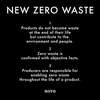 NEW ZERO WASTE
1
Products do not become waste
at the end of their life
but contribute to the
environment and people.
2
Zero waste is
confirmed with objective facts.
3
Producers are responsible for
enabling zero waste
throughout the life of a product.
SOTO